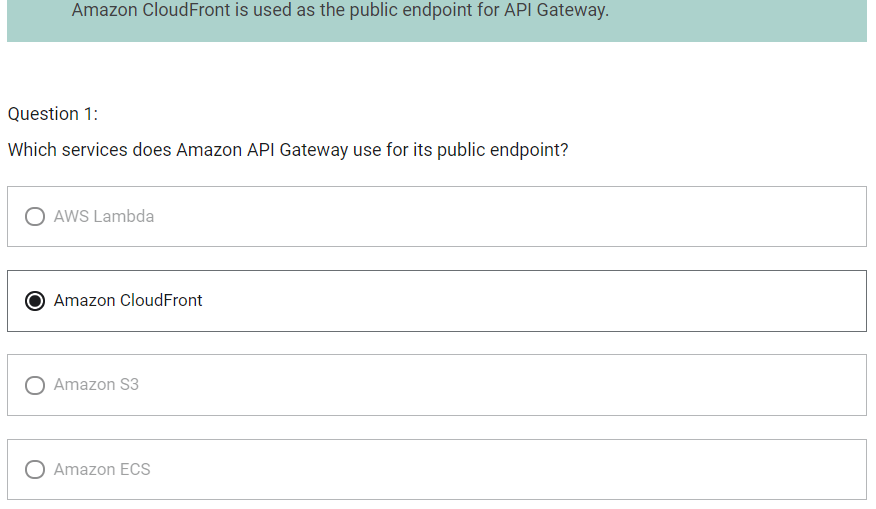 Amazon CloudFront is used as the public endpoint for API Gateway.
Question 1:
Which services does Amazon API Gateway use for its public endpoint?
AWS Lambda
Amazon CloudFront
Amazon S3
Amazon ECS